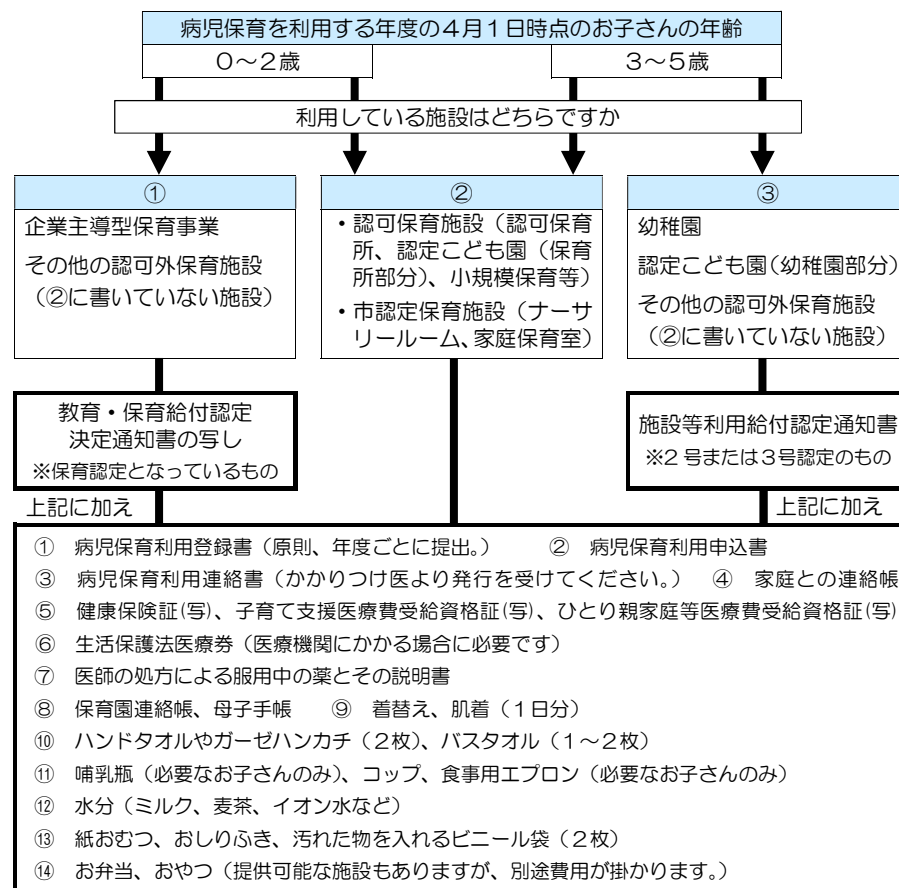 病児保育を利用する年度の４月１日時点のお子さんの年齢
０～２歳
３～５歳
利用している施設はどちらですか
①
企業主導型保育事業
その他の認可外保育施設
（②に書いていない施設）
②
・認可保育施設（認可保育
所、認定こども園（保育
所部分）、小規模保育等）
・市認定保育施設（ナーサ
リールーム、家庭保育室）
③
幼稚園
認定こども園（幼稚園部分）
その他の認可外保育施設
（②に書いていない施設）
教育・保育給付認定
決定通知書の写し
※保育認定となっているもの
施設等利用給付認定通知書
※２号または３号認定のもの
上記に加え
上記に加え
① 病児保育利用登録書（原則、年度ごとに提出。） ② 病児保育利用申込書
③ 病児保育利用連絡書（かかりつけ医より発行を受けてください。） ④ 家庭との連絡帳
⑤ 健康保険証(写)、子育て支援医療費受給資格証(写)、ひとり親家庭等医療費受給資格証(写)
⑥ 生活保護法医療券（医療機関にかかる場合に必要です）
⑦ 医師の処方による服用中の薬とその説明書
⑧ 保育園連絡帳、母子手帳 ⑨ 着替え、肌着（１日分）
⑩ ハンドタオルやガーゼハンカチ（２枚）、バスタオル（１～２枚）
⑪ 哺乳瓶（必要なお子さんのみ）、コップ、食事用エプロン（必要なお子さんのみ）
⑫ 水分（ミルク、麦茶、イオン水など）
⑬ 紙おむつ、おしりふき、汚れた物を入れるビニール袋（２枚）
⑭ お弁当、おやつ（提供可能な施設もありますが、別途費用が掛かります。）